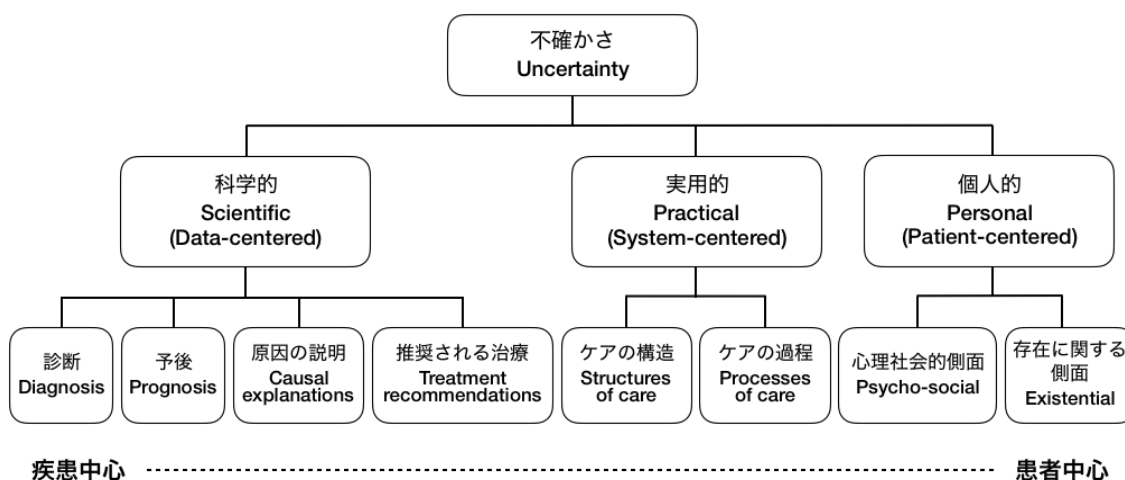 不確かさ
Uncertainty
科学的
Scientific
(Data-centered)
実用的
Practical
(System-centered)
個人的
Personal
(Patient-centered)
診断
Diagnosis
予後
Prognosis
原因の説明
Causal
explanations
推奨される治療
Treatment
recommendations
ケアの構造
Structures
of care
ケアの過程
Processes
of care
心理社会的側面
Psycho-social
存在に関する
側面
Existential
疾患中心
患者中心